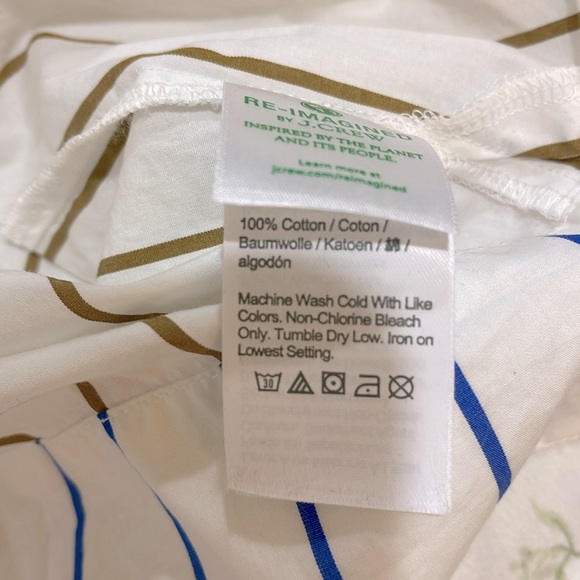 RE-IMAGINED
BY J.CREW
INSPIRED BY THE PLANET
AND ITS PEOPLE.
Learn more at
jcrew.com/reimagined
100% Cotton / Coton /
Baumwolle / Katoen / 綿 /
algodón
Machine Wash Cold With Like
Colors. Non-Chlorine Bleach
Only. Tumble Dry Low. Iron on
Lowest Setting.
30